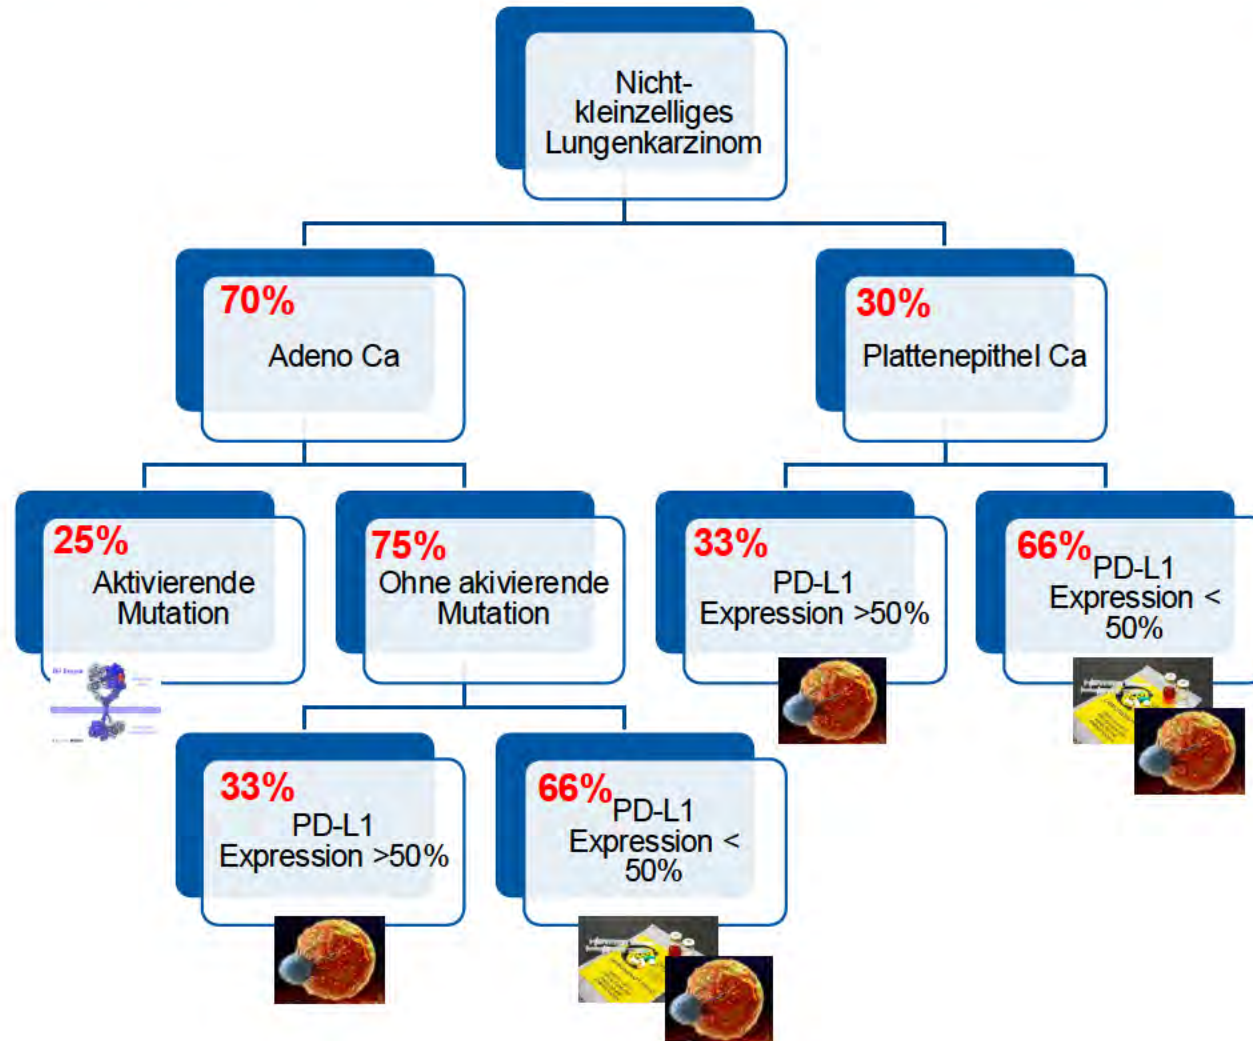 Nicht-
kleinzelliges
Lungenkarzinom
70%
Adeno Ca
30%
Plattenepithel Ca
25%
Aktivierende
Mutation
75%
Ohne akivierende
Mutation
33%
PD-L1
Expression >50%
66%
PD-L1
Expression <
50%
33%
PD-L1
Expression >50%
66%
PD-L1
Expression <
50%